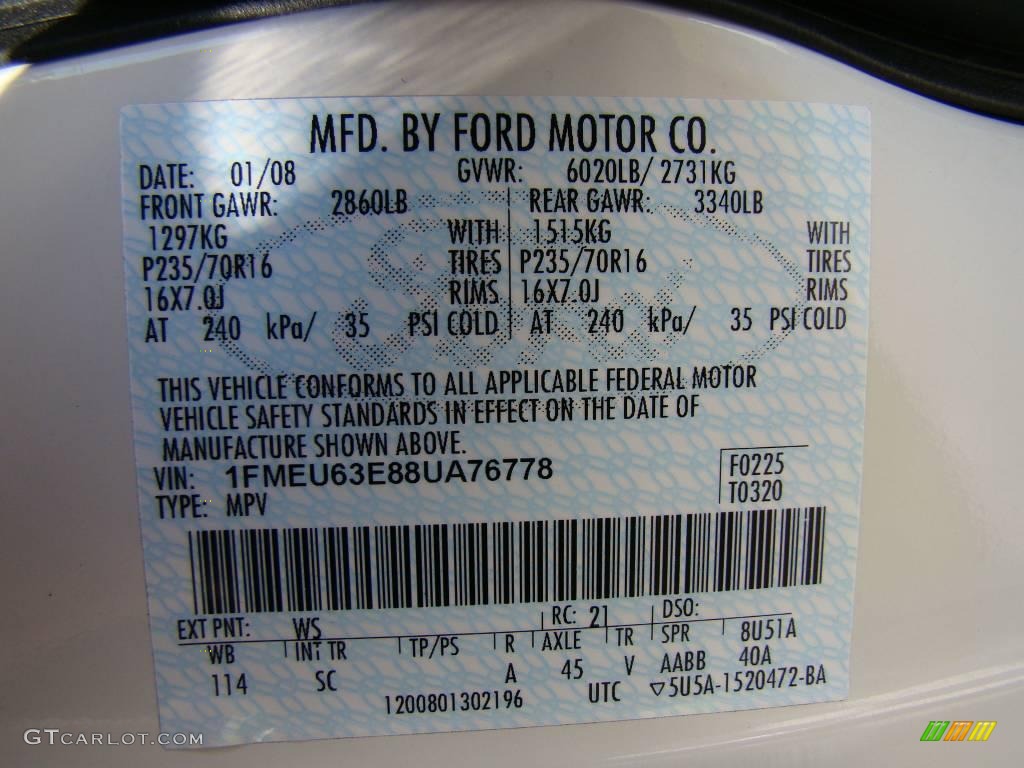 MFD. BY FORD MOTOR CO.
DATE: 01/08 GVWR: 6020LB/ 2731KG
FRONT GAWR: 2860LB REAR GAWR: 3340LB
1297KG WITH 1515KG WITH
P235/70R16 TIRES P235/70R16 TIRES
16X7.0J RIMS 16X7.0J RIMS
AT 240 kPa/ 35 PSI COLD AT 240 kPa/ 35 PSI COLD
THIS VEHICLE CONFORMS TO ALL APPLICABLE FEDERAL MOTOR
VEHICLE SAFETY STANDARDS IN EFFECT ON THE DATE OF
MANUFACTURE SHOWN ABOVE.
VIN: 1FMEU63E88UA76778 F0225
TYPE: MPV T0320
EXT PNT: WS RC: 21 DSO:
WB INT TR TP/PS R AXLE TR SPR 8U51A
114 SC A 45 V AABB 40A
1200801302196 UTC ▽5U5A-1520472-BA
GTCARLOT.COM